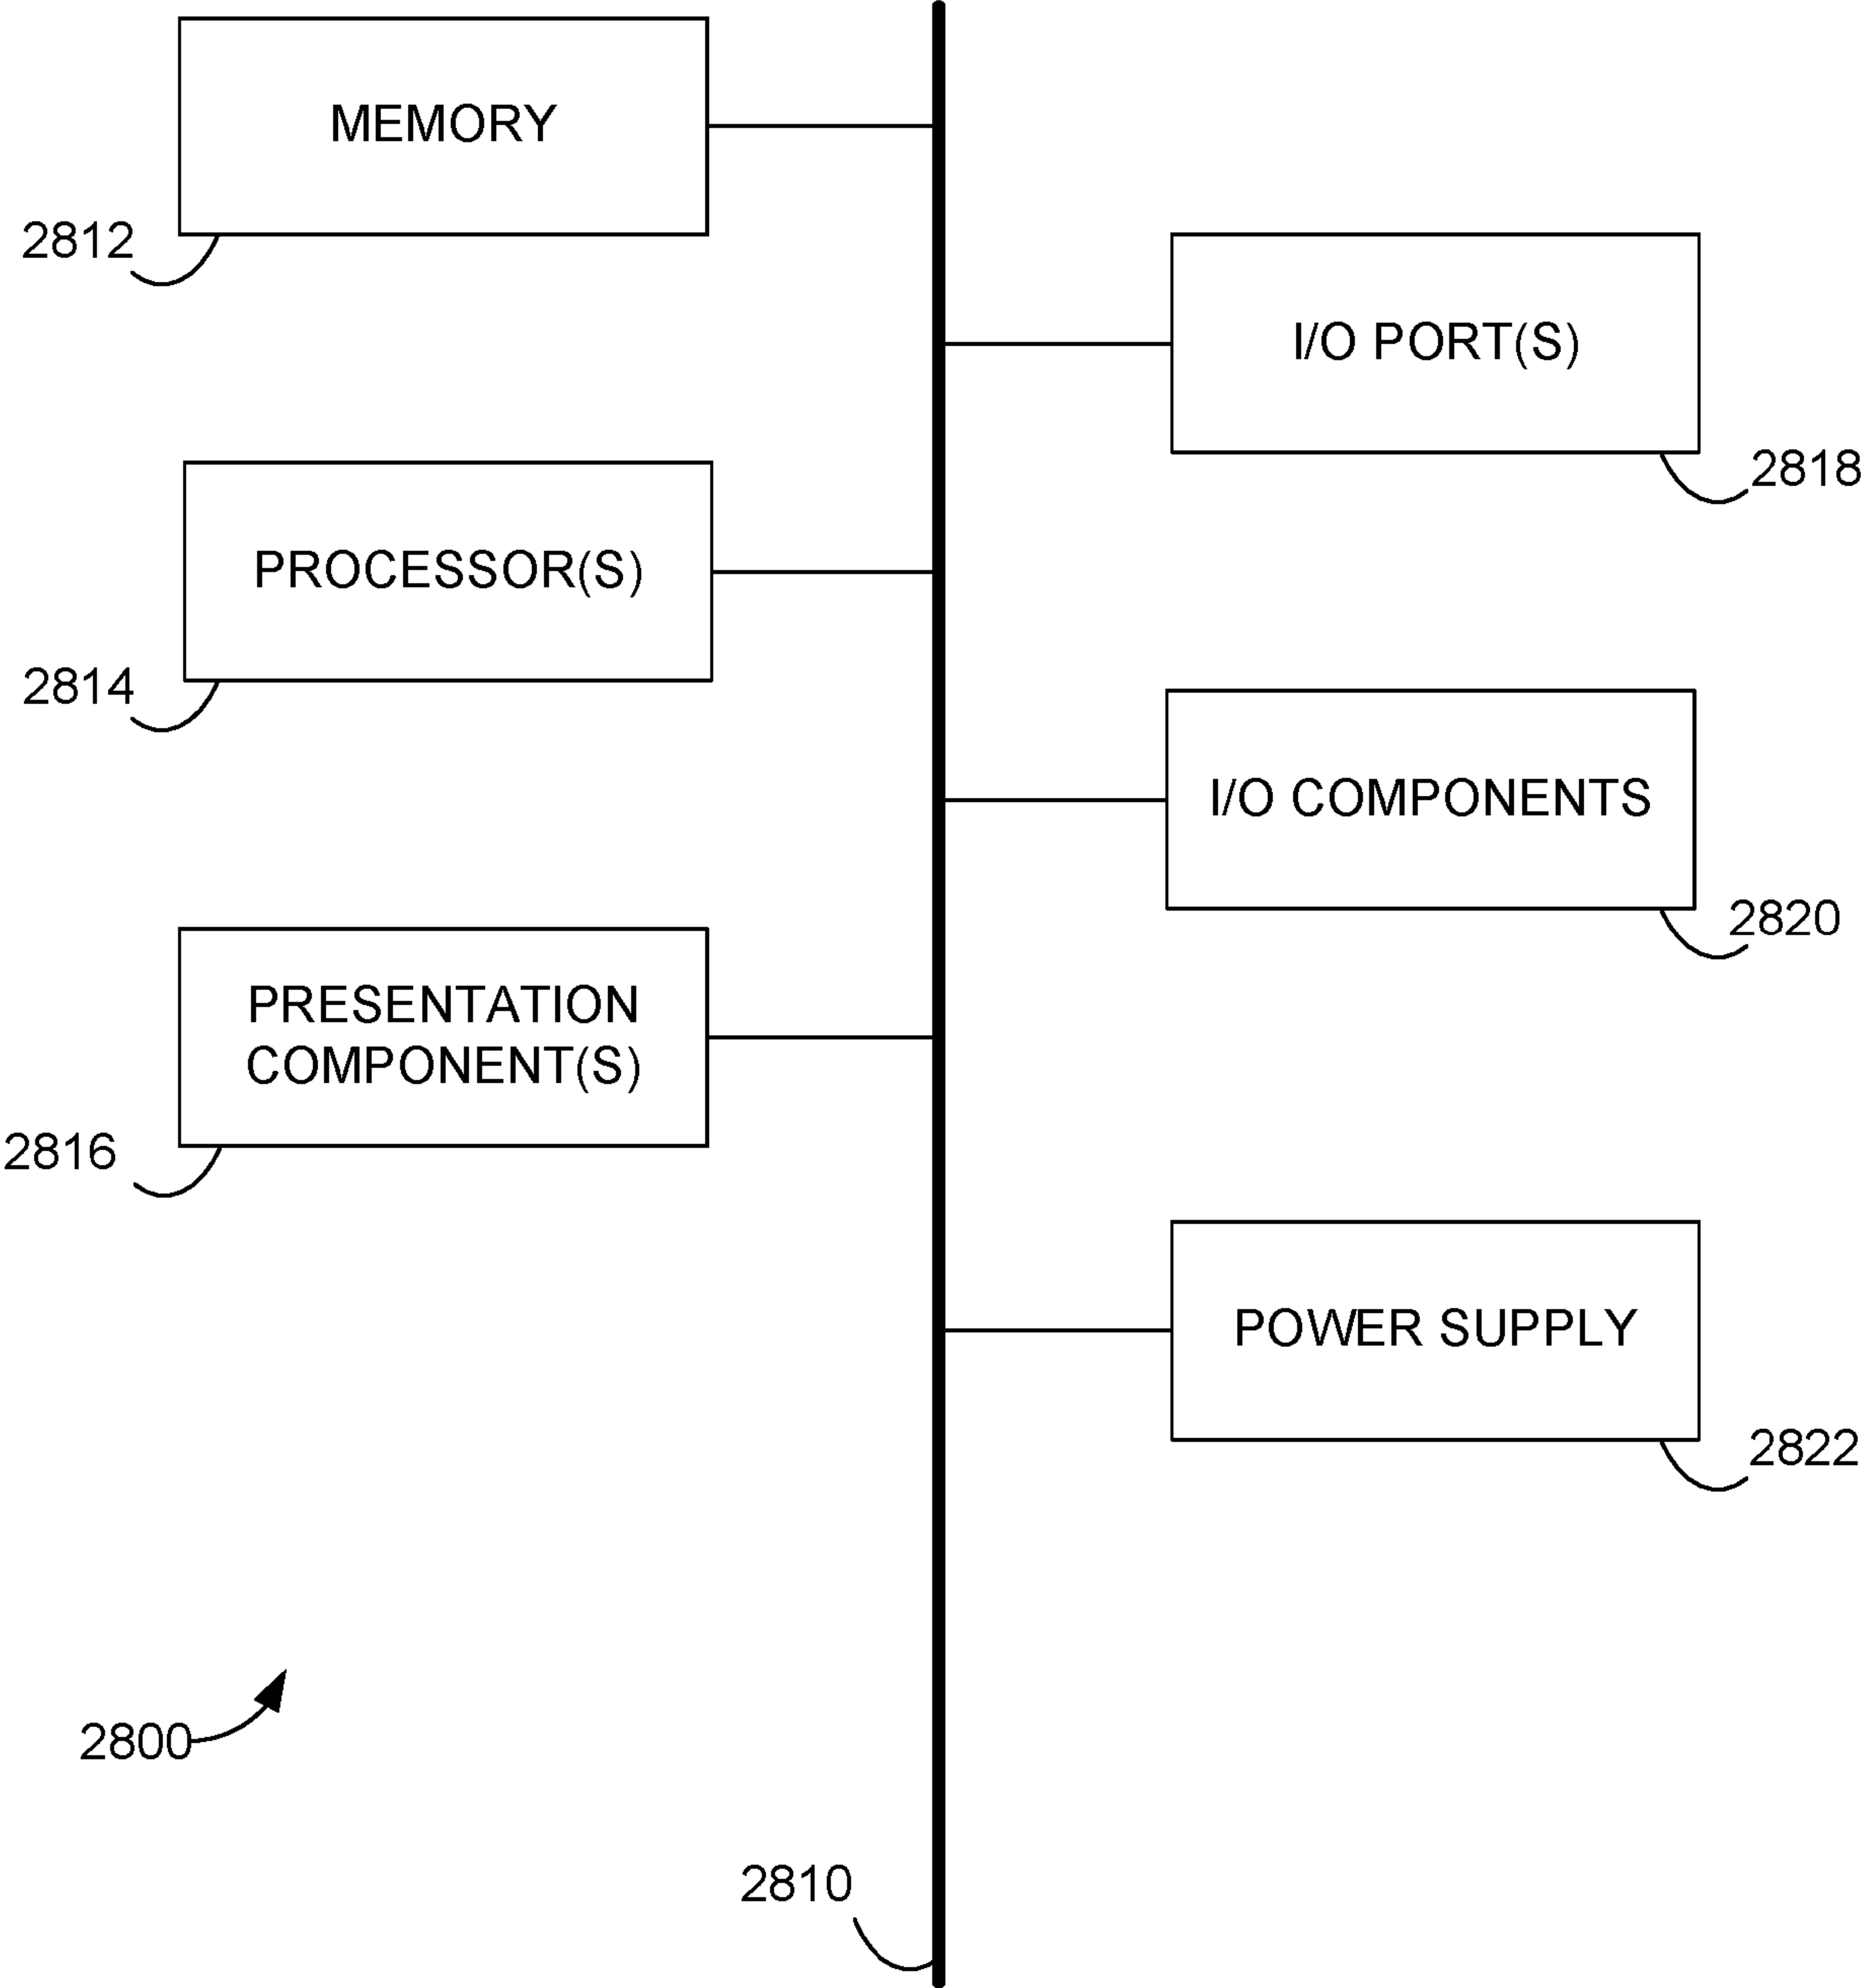 MEMORY
2812
I/O PORT(S)
2818
PROCESSOR(S)
2814
I/O COMPONENTS
2820
PRESENTATION
COMPONENT(S)
2816
POWER SUPPLY
2822
2800
2810